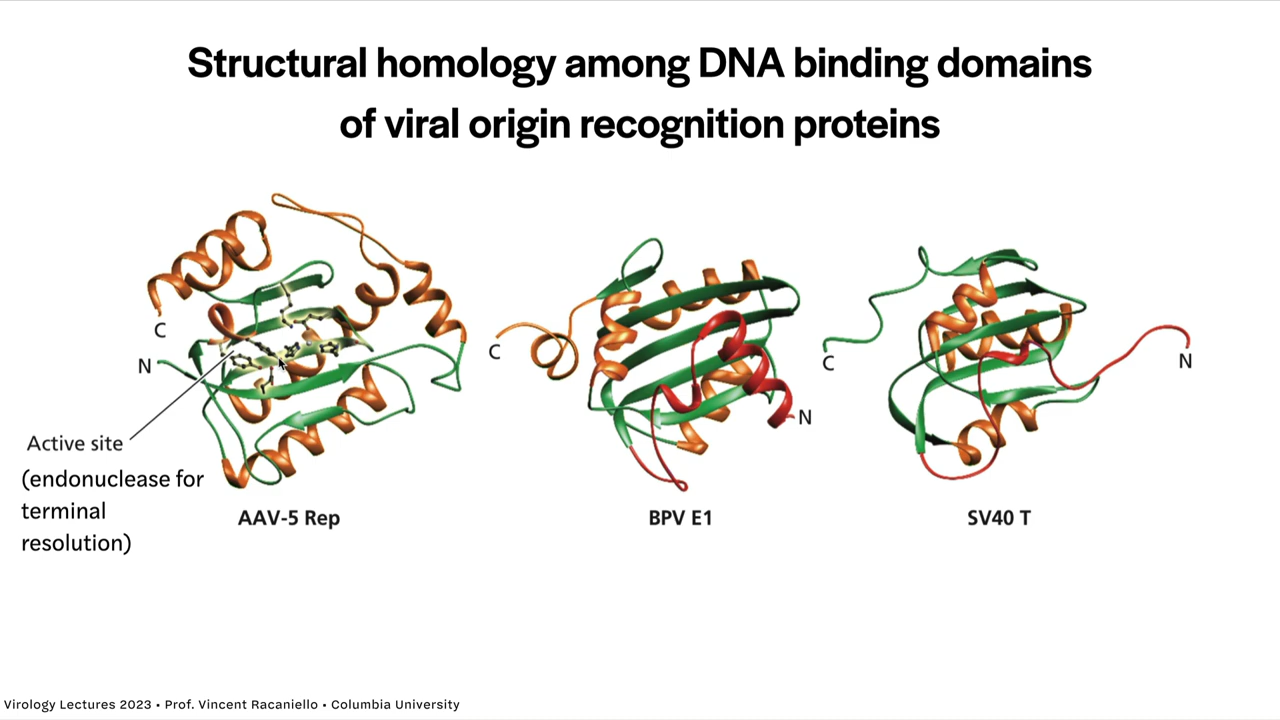 Structural homology among DNA binding domains
of viral origin recognition proteins
C
N
Active site
(endonuclease for
terminal
resolution)
AAV-5 Rep
C
N
BPV E1
C
N
SV40 T
Virology Lectures 2023 • Prof. Vincent Racaniello • Columbia University